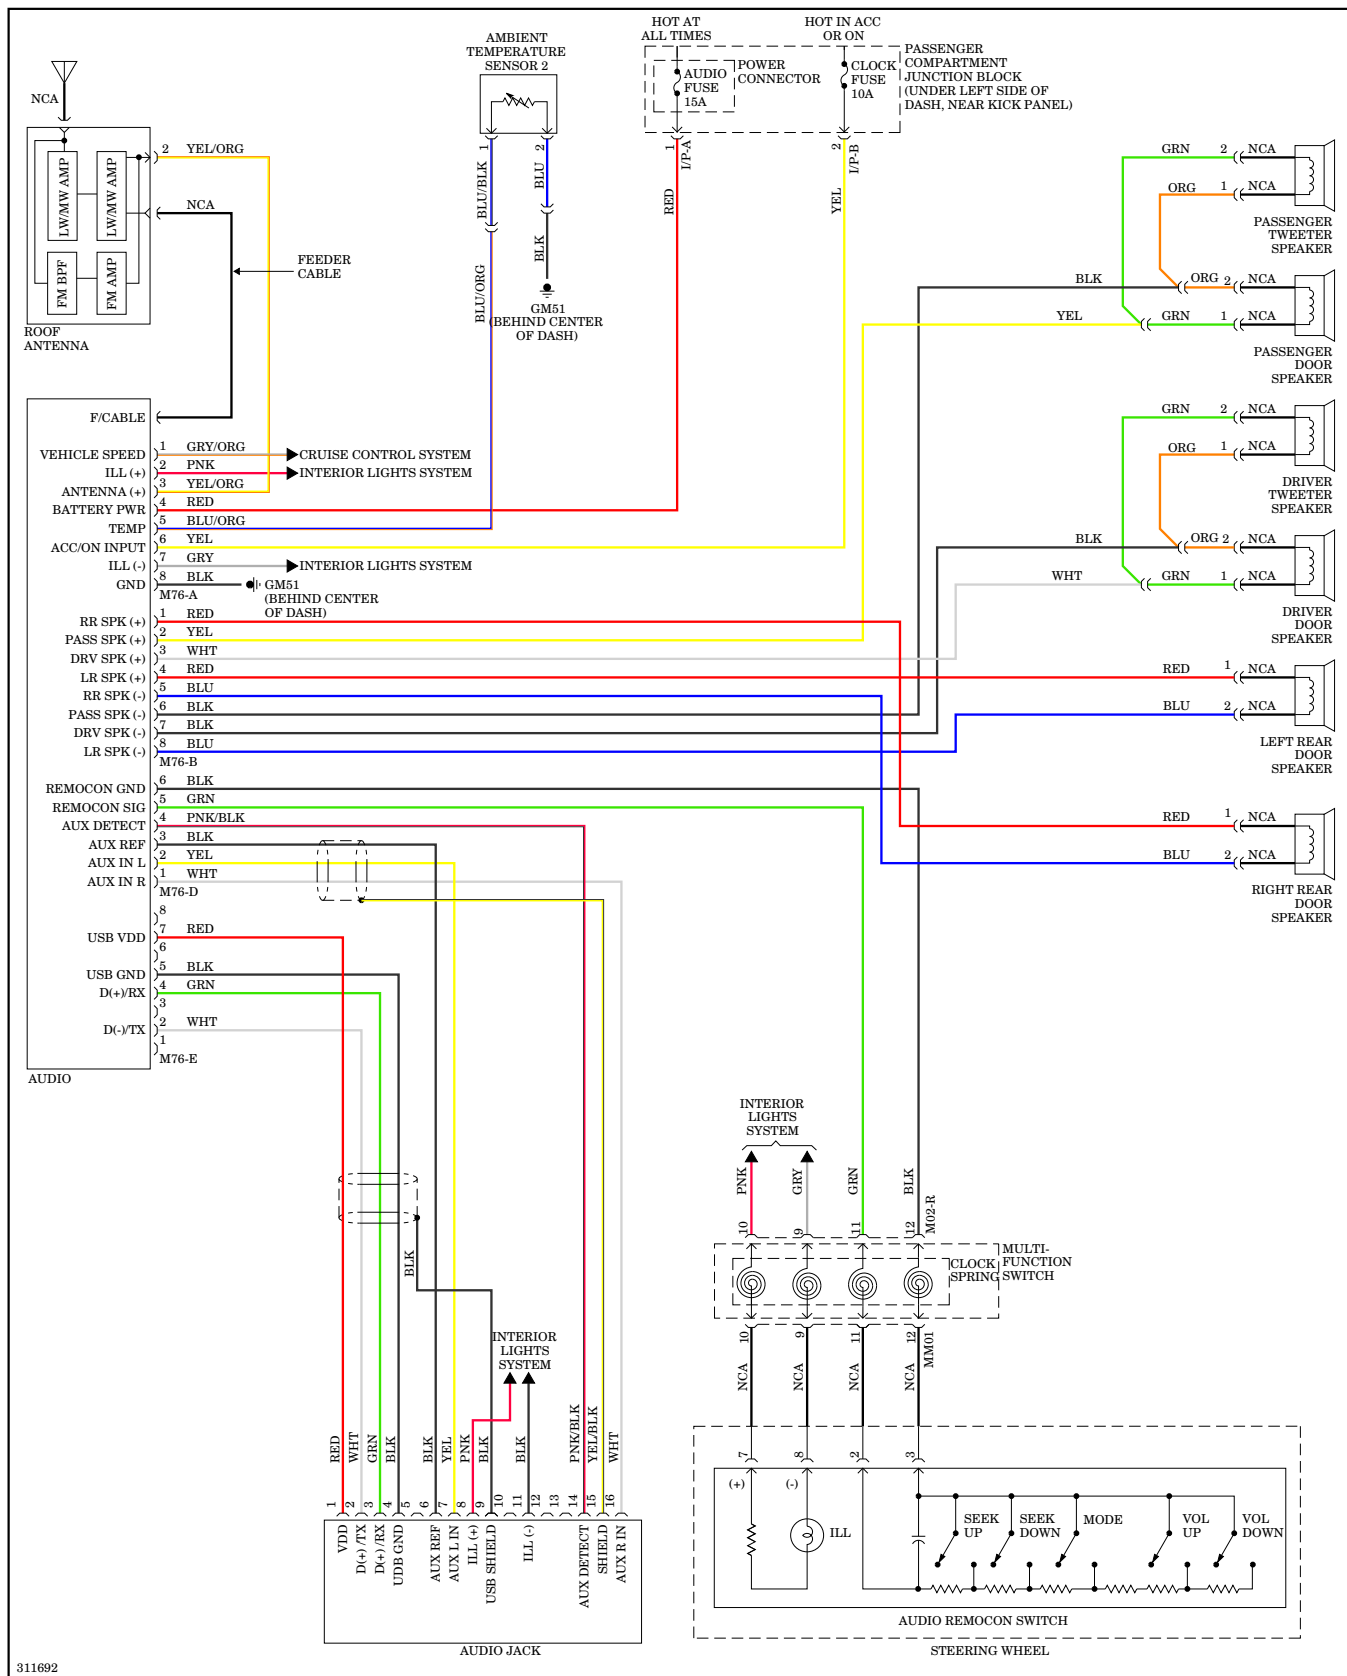 HOT AT
ALL TIMES
HOT IN ACC
OR ON
AMBIENT
TEMPERATURE
SENSOR 2
PASSENGER
COMPARTMENT
JUNCTION BLOCK
(UNDER LEFT SIDE OF
DASH, NEAR KICK PANEL)
POWER
CONNECTOR
AUDIO
FUSE
15A
CLOCK
FUSE
10A
NCA
2 YEL/ORG
NCA
LW/MW AMP
LW/MW AMP
FM BPF
FM AMP
ROOF
ANTENNA
FEEDER
CABLE
1
2
BLU/BLK
BLU
BLK
BLU/ORG
GM51
(BEHIND CENTER
OF DASH)
1
I/P-A
RED
2
I/P-B
YEL
GRN 2 NCA
ORG 1 NCA
PASSENGER
TWEETER
SPEAKER
BLK
ORG 2 NCA
YEL
GRN 1 NCA
PASSENGER
DOOR
SPEAKER
GRN 2 NCA
ORG 1 NCA
DRIVER
TWEETER
SPEAKER
BLK
ORG 2 NCA
WHT
GRN 1 NCA
DRIVER
DOOR
SPEAKER
RED 1 NCA
BLU 2 NCA
LEFT REAR
DOOR
SPEAKER
RED 1 NCA
BLU 2 NCA
RIGHT REAR
DOOR
SPEAKER
F/CABLE
VEHICLE SPEED 1 GRY/ORG CRUISE CONTROL SYSTEM
ILL (+) 2 PNK INTERIOR LIGHTS SYSTEM
ANTENNA (+) 3 YEL/ORG
BATTERY PWR 4 RED
TEMP 5 BLU/ORG
ACC/ON INPUT 6 YEL
ILL (-) 7 GRY INTERIOR LIGHTS SYSTEM
GND 8 BLK GM51
M76-A (BEHIND CENTER
OF DASH)
RR SPK (+) 1 RED
PASS SPK (+) 2 YEL
DRV SPK (+) 3 WHT
LR SPK (+) 4 RED
RR SPK (-) 5 BLU
PASS SPK (-) 6 BLK
DRV SPK (-) 7 BLK
LR SPK (-) 8 BLU
M76-B
REMOCON GND 6 BLK
REMOCON SIG 5 GRN
AUX DETECT 4 PNK/BLK
AUX REF 3 BLK
AUX IN L 2 YEL
AUX IN R 1 WHT
M76-D
8
USB VDD 7 RED
6
USB GND 5 BLK
D(+)/RX 4 GRN
3
D(-)/TX 2 WHT
1
M76-E
AUDIO
BLK
INTERIOR
LIGHTS
SYSTEM
RED
WHT
GRN
BLK
BLK
YEL
PNK
BLK
BLK
PNK/BLK
YEL/BLK
WHT
1
2
3
4
5
6
7
8
9
10
11
12
13
14
15
16
VDD
D(+) /TX
D(+) /RX
UDB GND
AUX REF
AUX L IN
ILL (+)
USB SHIELD
ILL (-)
AUX DETECT
SHIELD
AUX R IN
AUDIO JACK
INTERIOR
LIGHTS
SYSTEM
PNK
GRY
GRN
BLK
10
9
11
12
M02-R
MULTI-
FUNCTION
SWITCH
CLOCK
SPRING
10
9
11
12
MM01
NCA
NCA
NCA
NCA
7
8
2
3
(+)
(-)
ILL
SEEK
UP
SEEK
DOWN
MODE
VOL
UP
VOL
DOWN
AUDIO REMOCON SWITCH
STEERING WHEEL
311692